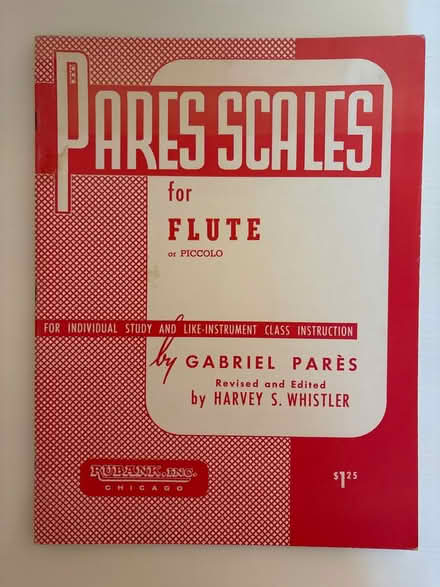 PARES SCALES
for
FLUTE
or PICCOLO
FOR INDIVIDUAL STUDY AND LIKE-INSTRUMENT CLASS INSTRUCTION
by GABRIEL PARÈS
Revised and Edited
by HARVEY S. WHISTLER
RUBANK, INC.
CHICAGO
$1.25